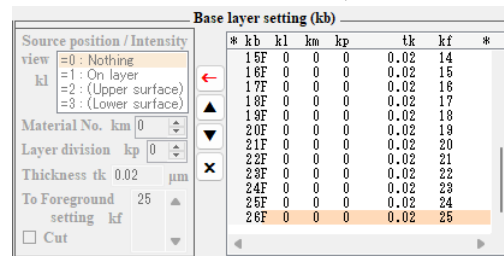 Base layer setting (kb)
Source position / Intensity
view kl
=0 : Nothing
=1 : On layer
=2 : (Upper surface)
=3 : (Lower surface)
Material No. km 0
Layer division kp 0
Thickness tk 0.02 μm
To Foreground setting kf 25
Cut
* kb kl km kp tk kf *
15F 0 0 0 0.02 14
16F 0 0 0 0.02 15
17F 0 0 0 0.02 16
18F 0 0 0 0.02 17
19F 0 0 0 0.02 18
20F 0 0 0 0.02 19
21F 0 0 0 0.02 20
22F 0 0 0 0.02 21
23F 0 0 0 0.02 22
24F 0 0 0 0.02 23
25F 0 0 0 0.02 24
26F 0 0 0 0.02 25